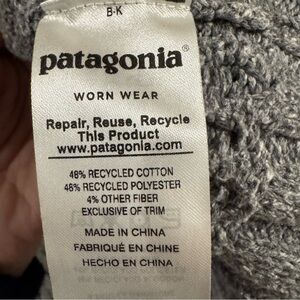 B-K
patagonia®
WORN WEAR
Repair, Reuse, Recycle
This Product
www.patagonia.com
48% RECYCLED COTTON
48% RECYCLED POLYESTER
4% OTHER FIBER
EXCLUSIVE OF TRIM
MADE IN CHINA
FABRIQUÉ EN CHINE
HECHO EN CHINA